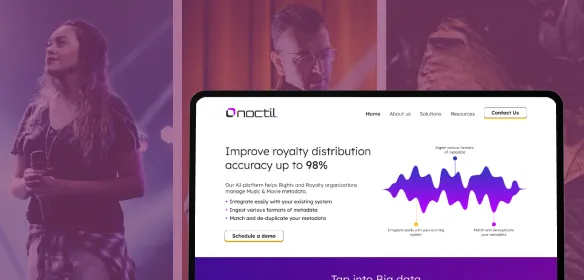 noctil
Home About us Solutions Resources Contact Us
Improve royalty distribution
accuracy up to 98%
Our AI-platform helps Rights and Royalty organizations
manage Music & Movie metadata.
• Integrate easily with your existing system
• Ingest various formats of metadata
• Match and de-duplicate your metadata
Schedule a demo
Ingest various formats
of metadata
Integrate easily with your existing
system
Match and de-duplicate
your metadata
Tap into Big data